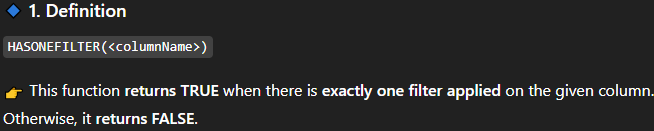 1. Definition
HASONEFILTER(<columnName>)
This function returns TRUE when there is exactly one filter applied on the given column.
Otherwise, it returns FALSE.